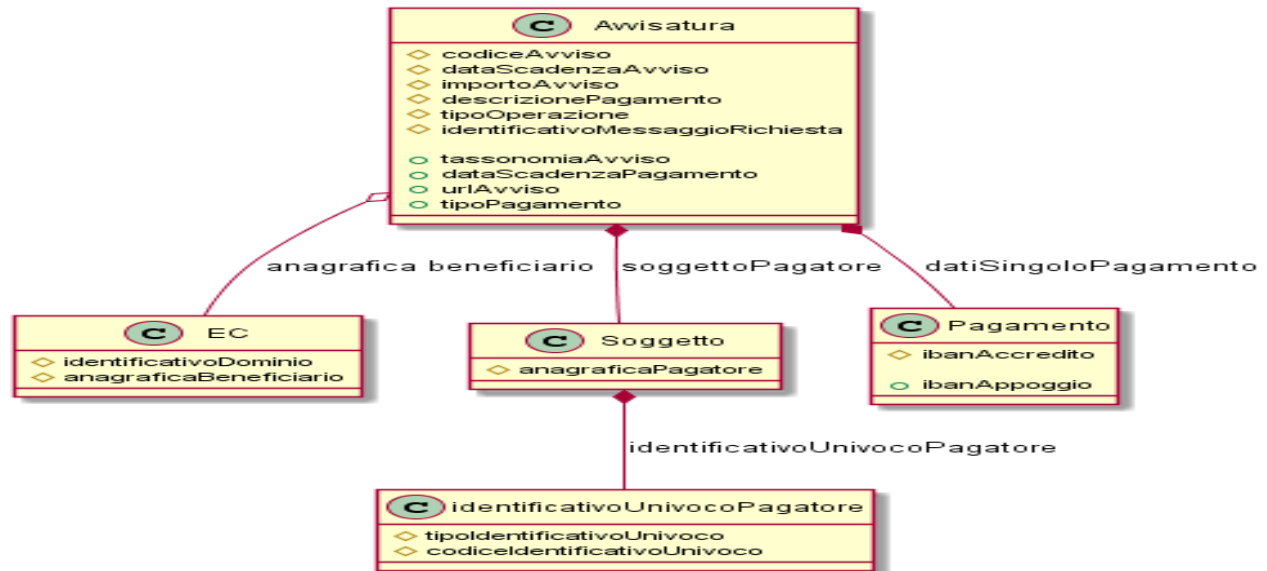 C Avvisatura
codiceAvviso
dataScadenzaAvviso
importoAvviso
descrizionePagamento
tipoOperazione
identificativoMessaggioRichiesta
tassonomiaAvviso
dataScadenzaPagamento
urlAvviso
tipoPagamento
anagrafica beneficiario
soggettoPagatore
datiSingoloPagamento
C EC
identificativoDominio
anagraficaBeneficiario
C Soggetto
anagraficaPagatore
C Pagamento
ibanAccredito
ibanAppoggio
identificativoUnivocoPagatore
C identificativoUnivocoPagatore
tipoIdentificativoUnivoco
codiceIdentificativoUnivoco